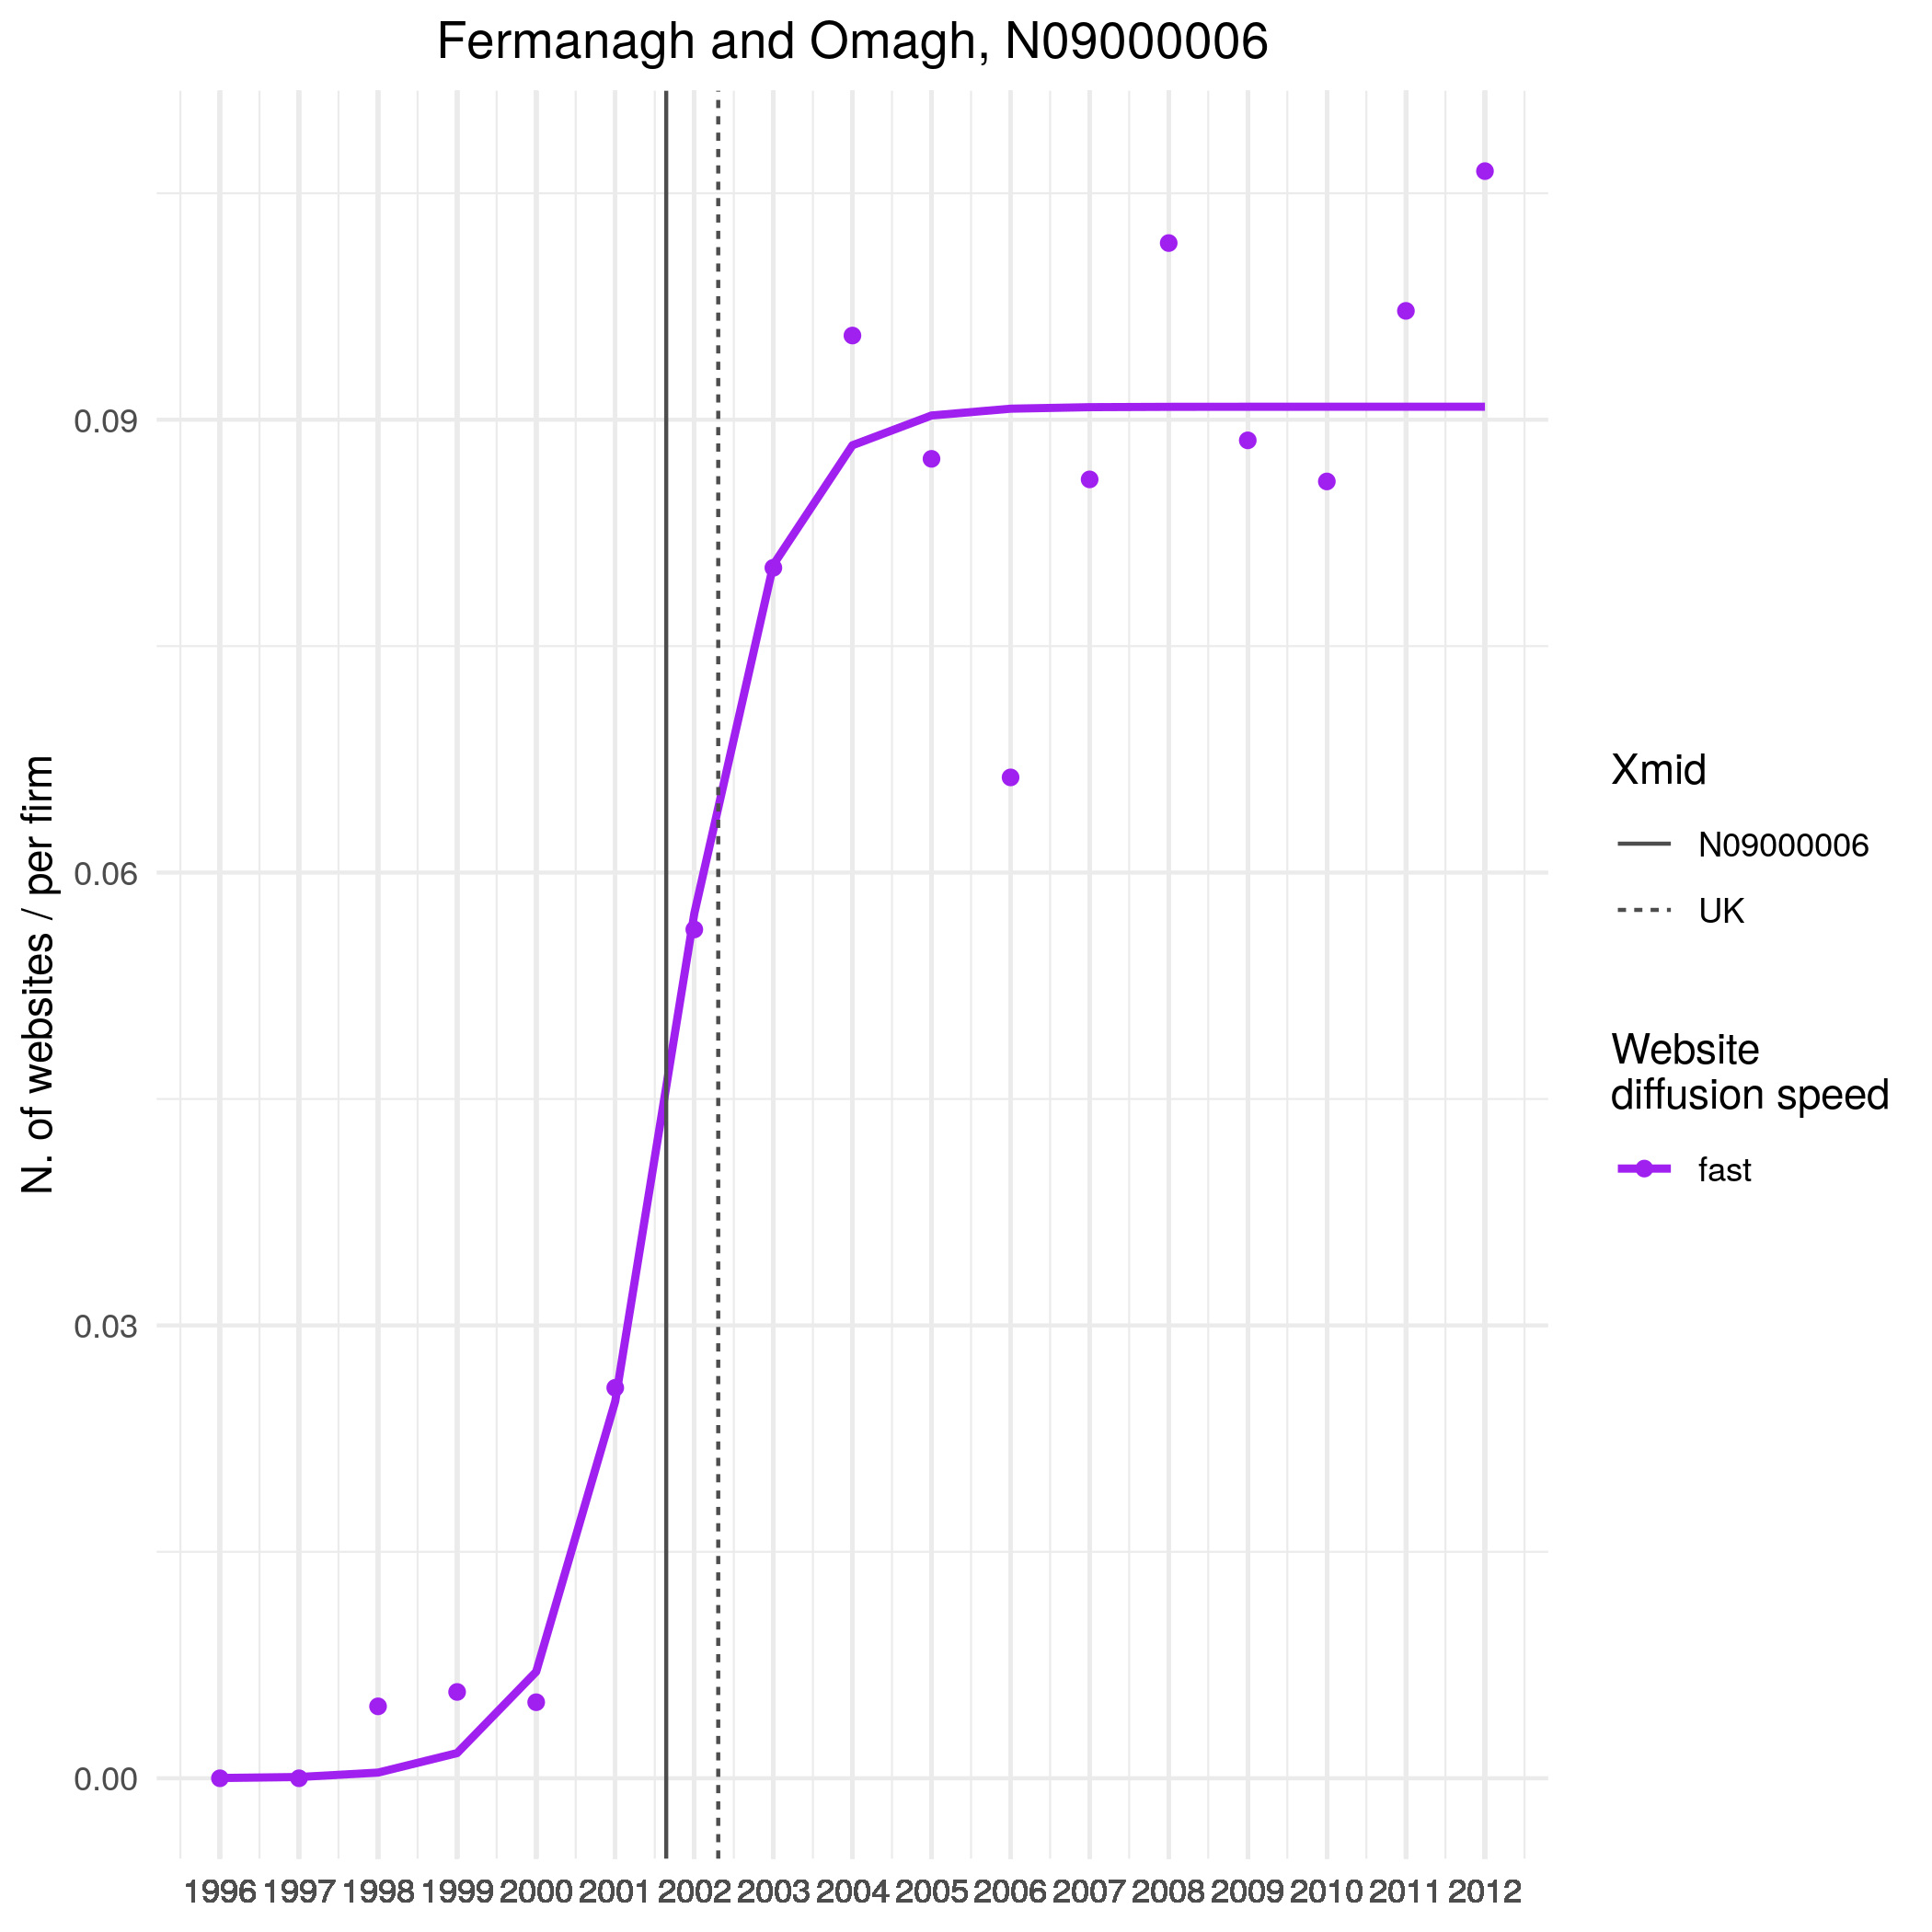 Fermanagh and Omagh, N09000006
N. of websites / per firm
0.09
0.06
0.03
0.00
1996 1997 1998 1999 2000 2001 2002 2003 2004 2005 2006 2007 2008 2009 2010 2011 2012
Xmid
N09000006
UK
Website
diffusion speed
fast